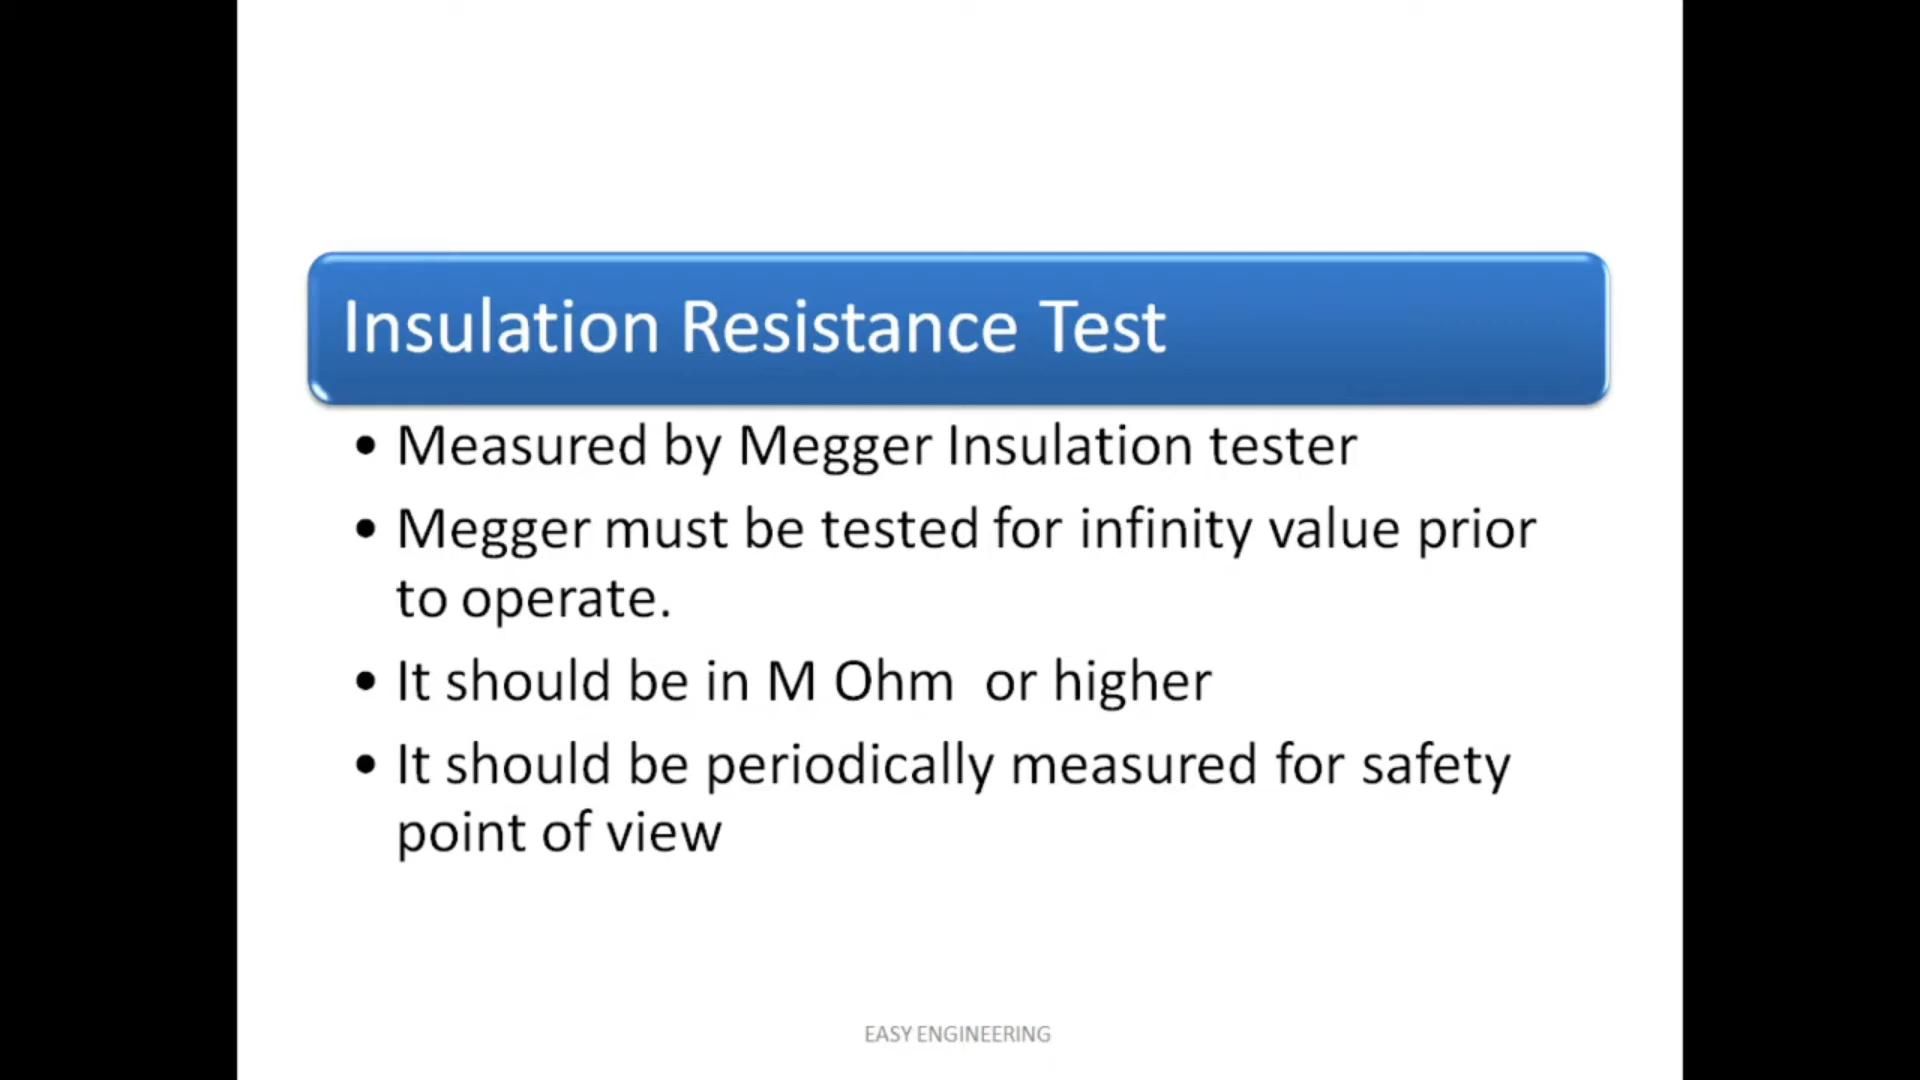 Insulation Resistance Test
• Measured by Megger Insulation tester
• Megger must be tested for infinity value prior
to operate.
• It should be in M Ohm  or higher
• It should be periodically measured for safety
point of view
EASY ENGINEERING